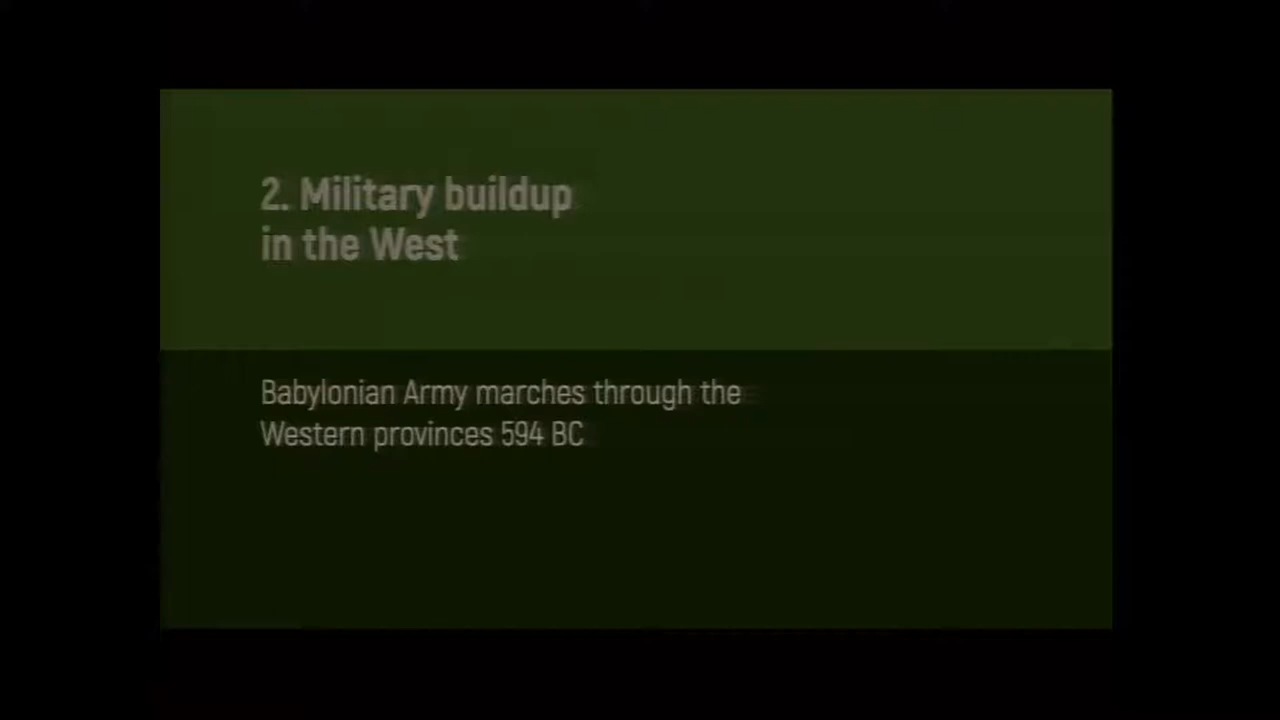 2. Military buildup
in the West
Babylonian Army marches through the
Western provinces 594 BC